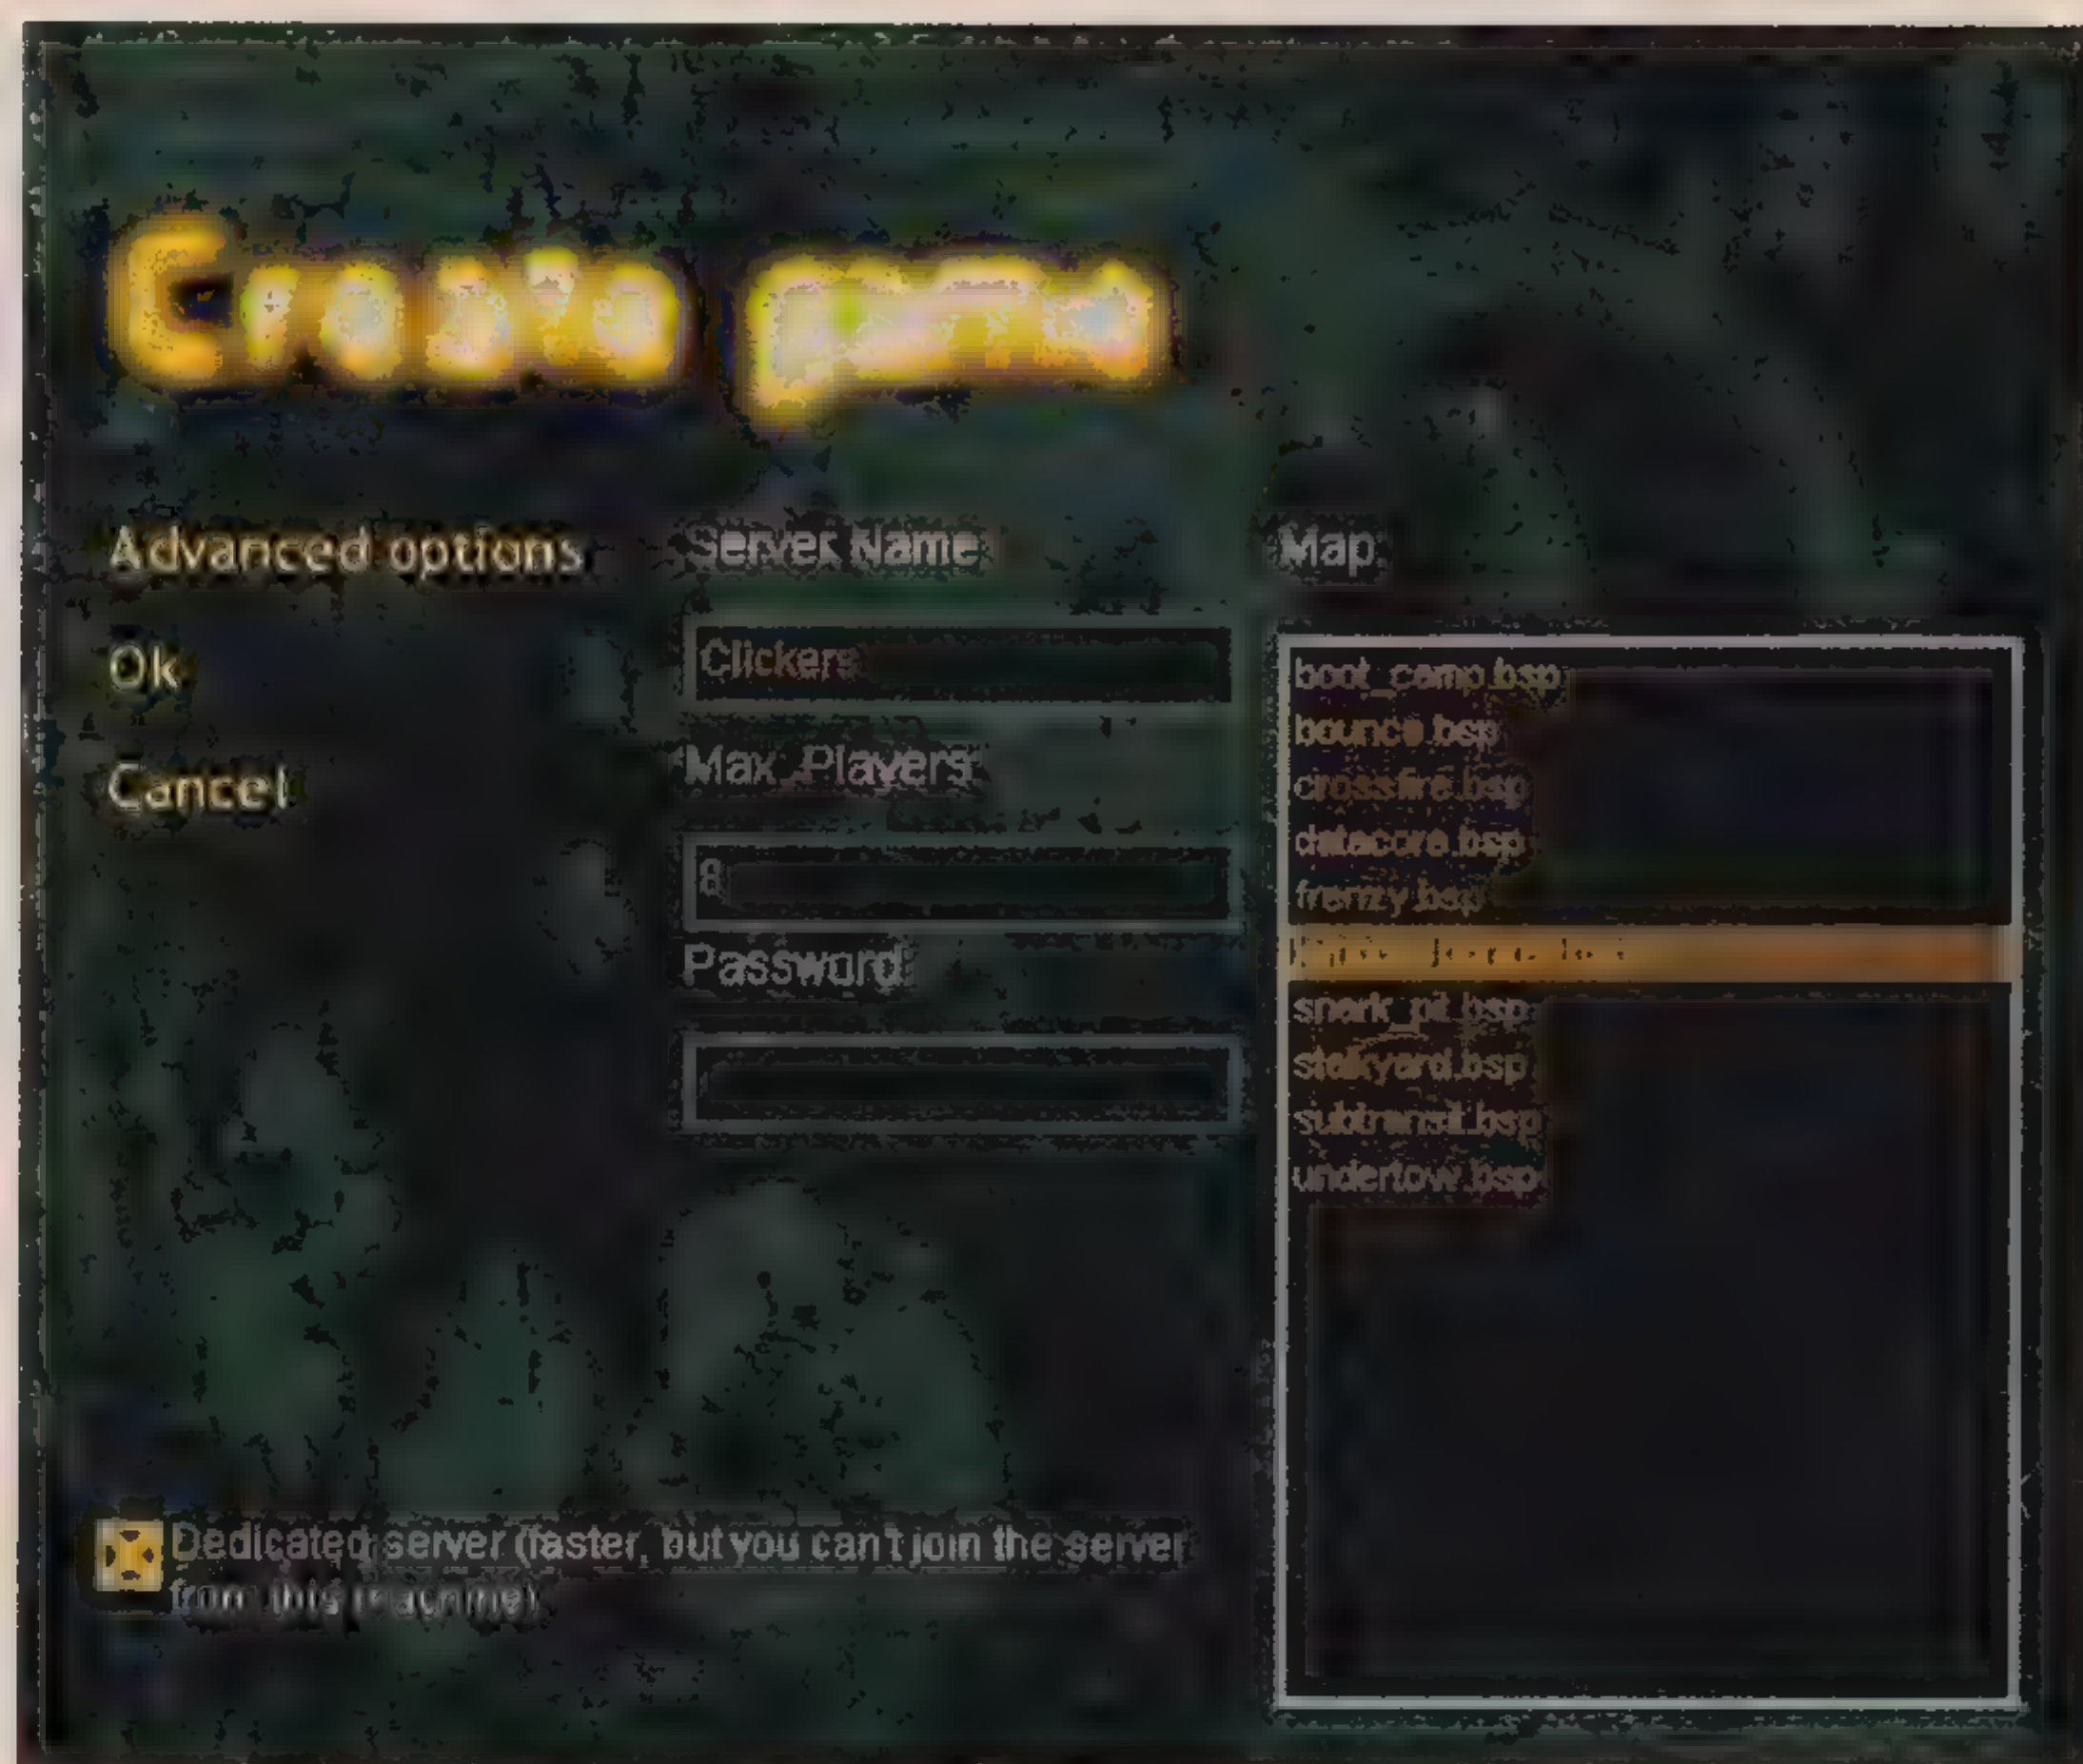 Create game
Advanced options
Ok
Cancel
Server Name
Clickers
Max. Players
8
Password
Map
boot_camp.bsp
bounce.bsp
crossfire.bsp
datacore.bsp
frenzy.bsp
snark_pit.bsp
stalkyard.bsp
subtransit.bsp
undertow.bsp
Dedicated server (faster, but you can't join the server
from this machine)